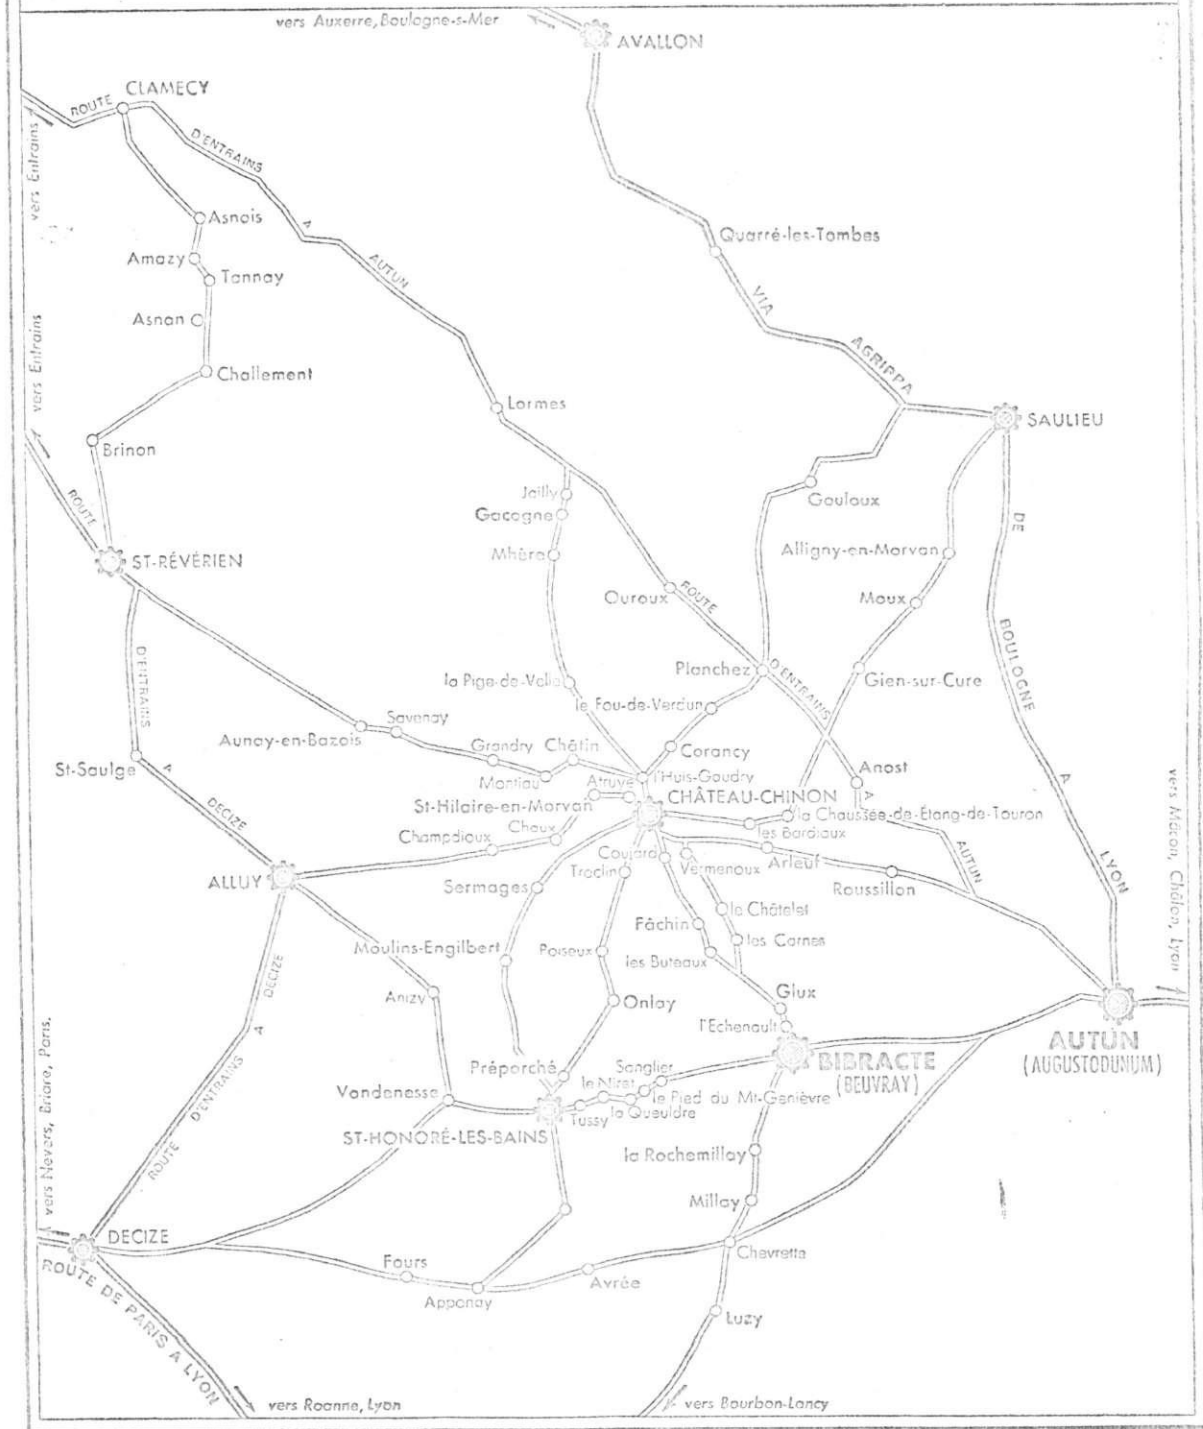 vers Auxerre, Boulogne-s-Mer
AVALLON
CLAMECY
ROUTE
D'ENTRAINS
A
AUTUN
vers Entrains
Asnois
Amazy
Tannay
Asnan
Challement
Brinon
Quarré-les-Tombes
VIA
AGRIPPA
SAULIEU
vers Entrains
ROUTE
Lormes
Jailly
Gacogne
Mhère
Gouloux
DE
Alligny-en-Morvan
ST-RÉVÉRIEN
Ouroux
ROUTE
Moux
BOULOGNE
D'ENTRAINS
la Pige-de-Valle
Planchez
D'ENTRAINS
Gien-sur-Cure
le Fou-de-Verdun
Savenay
Aunay-en-Bazois
Grandry
Châtin
Corancy
St-Saulge
A
Montiau
l'Huis-Gaudry
Anost
A
A
DECIZE
Atruye
CHÂTEAU-CHINON
St-Hilaire-en-Morvan
la Chaussée-de-Étang-de-Touron
Chaux
Champdioux
les Bardiaux
Coujard
Vermenoux
Arleuf
AUTUN
LYON
vers Mâcon, Châlon, Lyon
ALLUY
Traclin
Sermages
Roussillon
le Châtelet
Fâchin
Moulins-Engilbert
Poiseux
les Carnes
les Buteaux
DECIZE
Anizy
Onlay
Glux
l'Echenault
A
AUTUN
(AUGUSTODUNUM)
BIBRACTE
(BEUVRAY)
D'ENTRAINS
Préporché
Sanglier
le Niret
le Pied du Mt-Genièvre
Vandenesse
Tussy
la Queuldre
ST-HONORÉ-LES-BAINS
ROUTE
la Rochemillay
vers Nevers, Briare, Paris.
Millay
DECIZE
Chevrette
Fours
Avrée
Apponay
Luzy
ROUTE DE PARIS A LYON
vers Roanne, Lyon
vers Bourbon-Lancy